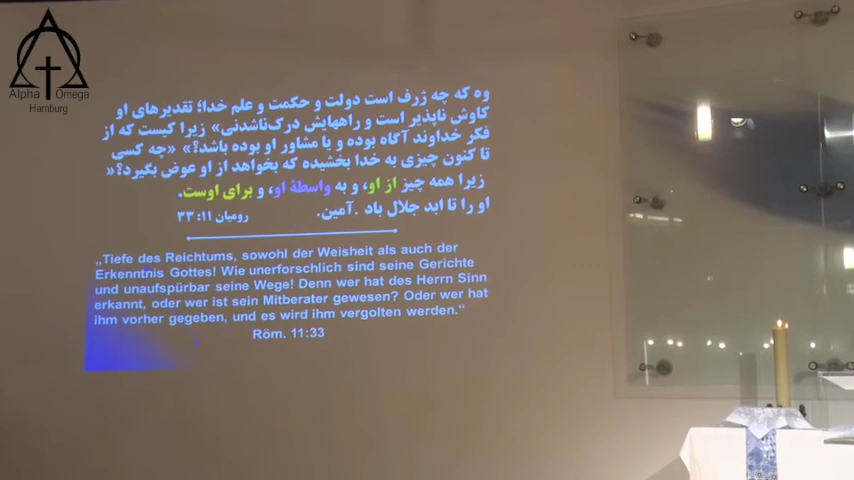 Alpha Omega
Hamburg
وه که چه ژرف است دولت و حکمت و علم خدا؛ تقدیرهای او
کاوش ناپذیر است و راههایش درک‌ناشدنی» زیرا کیست که از
فکر خداوند آگاه بوده و یا مشاور او بوده باشد؟» «چه کسی
تا کنون چیزی به خدا بخشیده که بخواهد از او عوض بگیرد؟«
زیرا همه چیز از او، و به واسطۀ او، و برای اوست.
او را تا ابد جلال باد .آمین.
رومیان ۱۱: ۳۳
„Tiefe des Reichtums, sowohl der Weisheit als auch der
Erkenntnis Gottes! Wie unerforschlich sind seine Gerichte
und unaufspürbar seine Wege! Denn wer hat des Herrn Sinn
erkannt, oder wer ist sein Mitberater gewesen? Oder wer hat
ihm vorher gegeben, und es wird ihm vergolten werden.“
Röm. 11:33